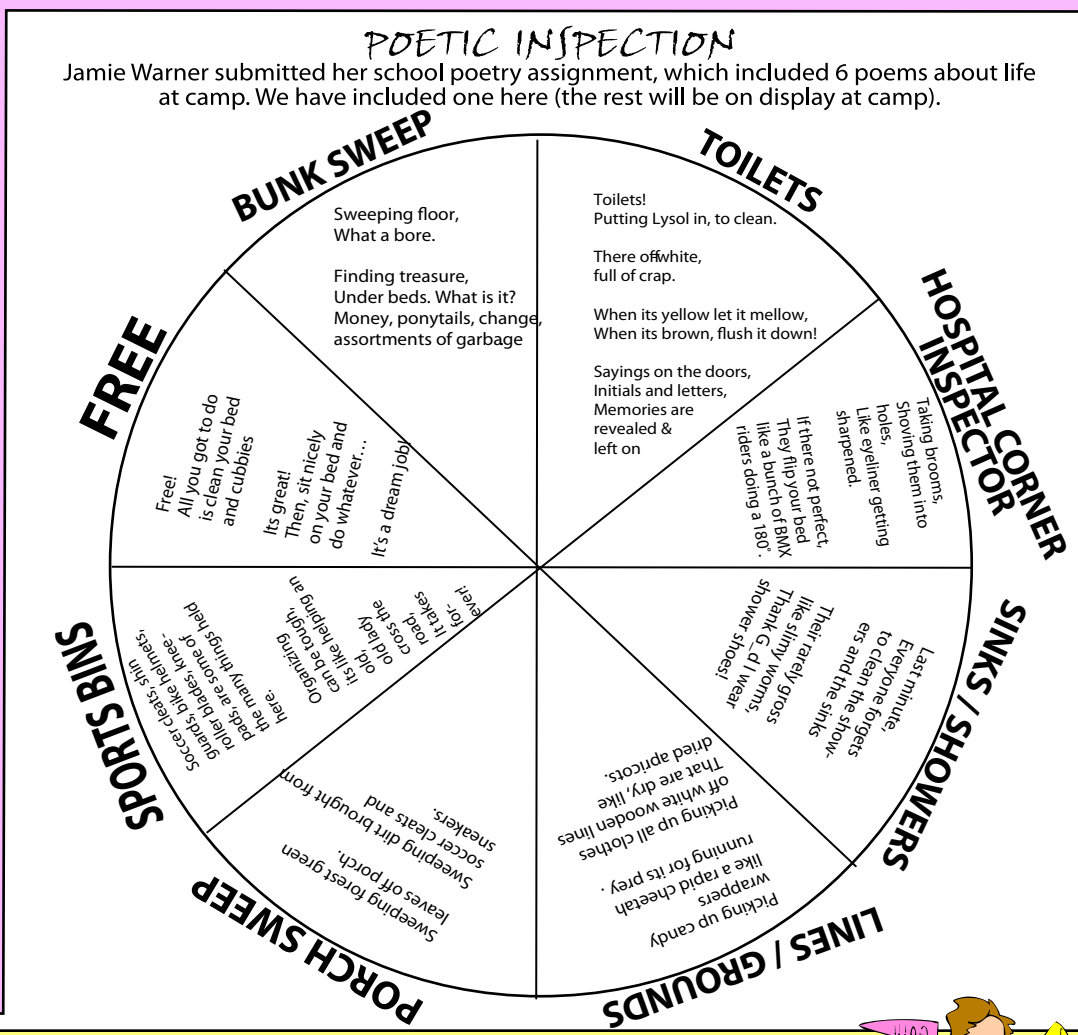 POETIC INSPECTION
Jamie Warner submitted her school poetry assignment, which included 6 poems about life
at camp. We have included one here (the rest will be on display at camp).
BUNK SWEEP
Sweeping floor,
What a bore.
Finding treasure,
Under beds. What is it?
Money, ponytails, change,
assortments of garbage
TOILETS
Toilets!
Putting Lysol in, to clean.
There offwhite,
full of crap.
When its yellow let it mellow,
When its brown, flush it down!
Sayings on the doors,
Initials and letters,
Memories are
revealed &
left on
HOSPITAL CORNER
INSPECTOR
Taking brooms,
Shoving them into
holes,
Like eyeliner getting
sharpened.
If there not perfect,
They flip your bed
like a bunch of BMX
riders doing a 180°.
SINKS / SHOWERS
Last minute,
Everyone forgets
to clean the show-
ers and the sinks
Their rarely gross
like slimy worms,
Thank G_d I wear
shower shoes!
LINES / GROUNDS
Picking up candy
wrappers
like a rapid cheetah
running for its prey .
Picking up all clothes
off white wooden lines
That are dry, like
dried apricots.
PORCH SWEEP
Sweeping forest green
leaves off porch.
Sweeping dirt brought from
soccer cleats and
sneakers.
SPORTS BINS
Soccer cleats, shin
guards, bike helmets,
roller blades, knee-
pads, are some of
the many things held
here.
Organizing
can be tough,
its like helping an
old,
old lady
cross the
road,
It takes
for-
ever!
FREE
Free!
All you got to do
is clean your bed
and cubbies
Its great!
Then, sit nicely
on your bed and
do whatever...
It's a dream job!